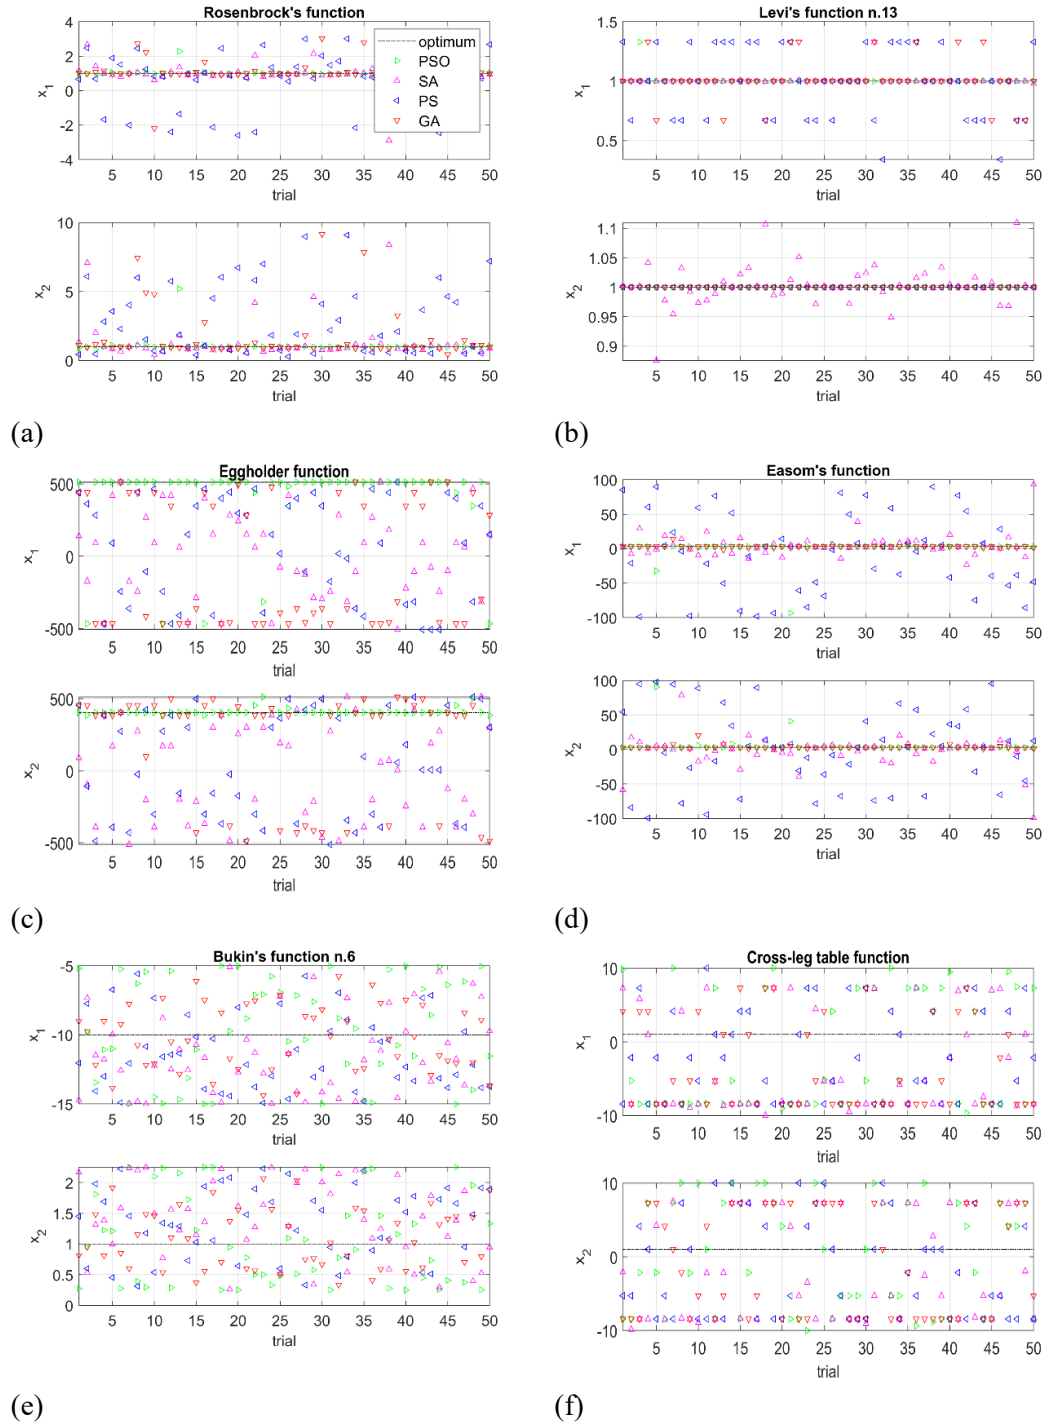 Rosenbrock's function
4
2
0
-2
-4
x1
optimum
PSO
SA
PS
GA
5 10 15 20 25 30 35 40 45 50
trial
10
5
0
x2
5 10 15 20 25 30 35 40 45 50
trial
(a)
Levi's function n.13
1.5
1
0.5
x1
5 10 15 20 25 30 35 40 45 50
trial
1.1
1.05
1
0.95
0.9
x2
5 10 15 20 25 30 35 40 45 50
trial
(b)
Eggholder function
500
0
-500
x1
5 10 15 20 25 30 35 40 45 50
trial
500
0
-500
x2
5 10 15 20 25 30 35 40 45 50
trial
(c)
Easom's function
100
50
0
-50
-100
x1
5 10 15 20 25 30 35 40 45 50
trial
100
50
0
-50
-100
x2
5 10 15 20 25 30 35 40 45 50
trial
(d)
Bukin's function n.6
-5
-10
-15
x1
5 10 15 20 25 30 35 40 45 50
trial
2
1.5
1
0.5
0
x2
5 10 15 20 25 30 35 40 45 50
trial
(e)
Cross-leg table function
10
0
-10
x1
5 10 15 20 25 30 35 40 45 50
trial
10
0
-10
x2
5 10 15 20 25 30 35 40 45 50
trial
(f)